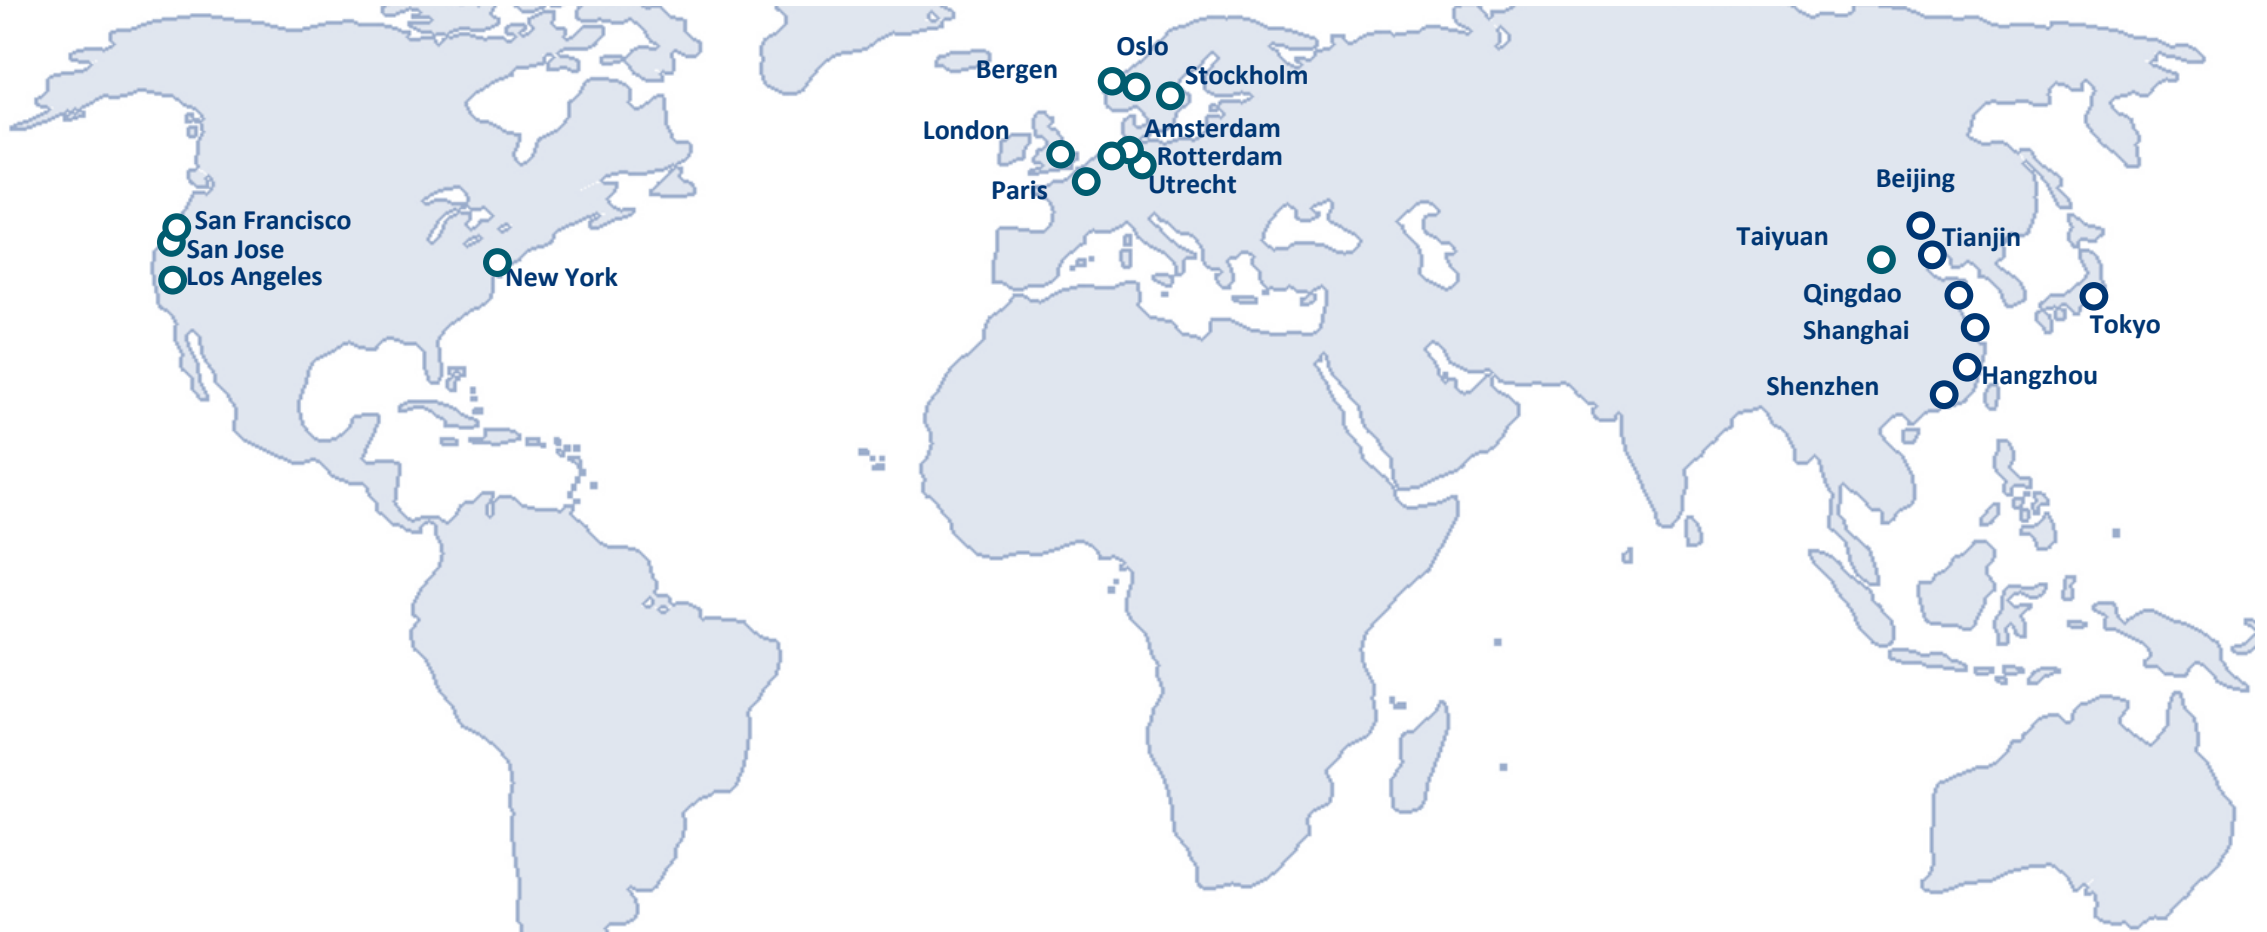 Oslo
Bergen
Stockholm
London
Amsterdam
Rotterdam
Paris
Utrecht
San Francisco
San Jose
Los Angeles
New York
Beijing
Taiyuan
Tianjin
Qingdao
Shanghai
Tokyo
Shenzhen
Hangzhou